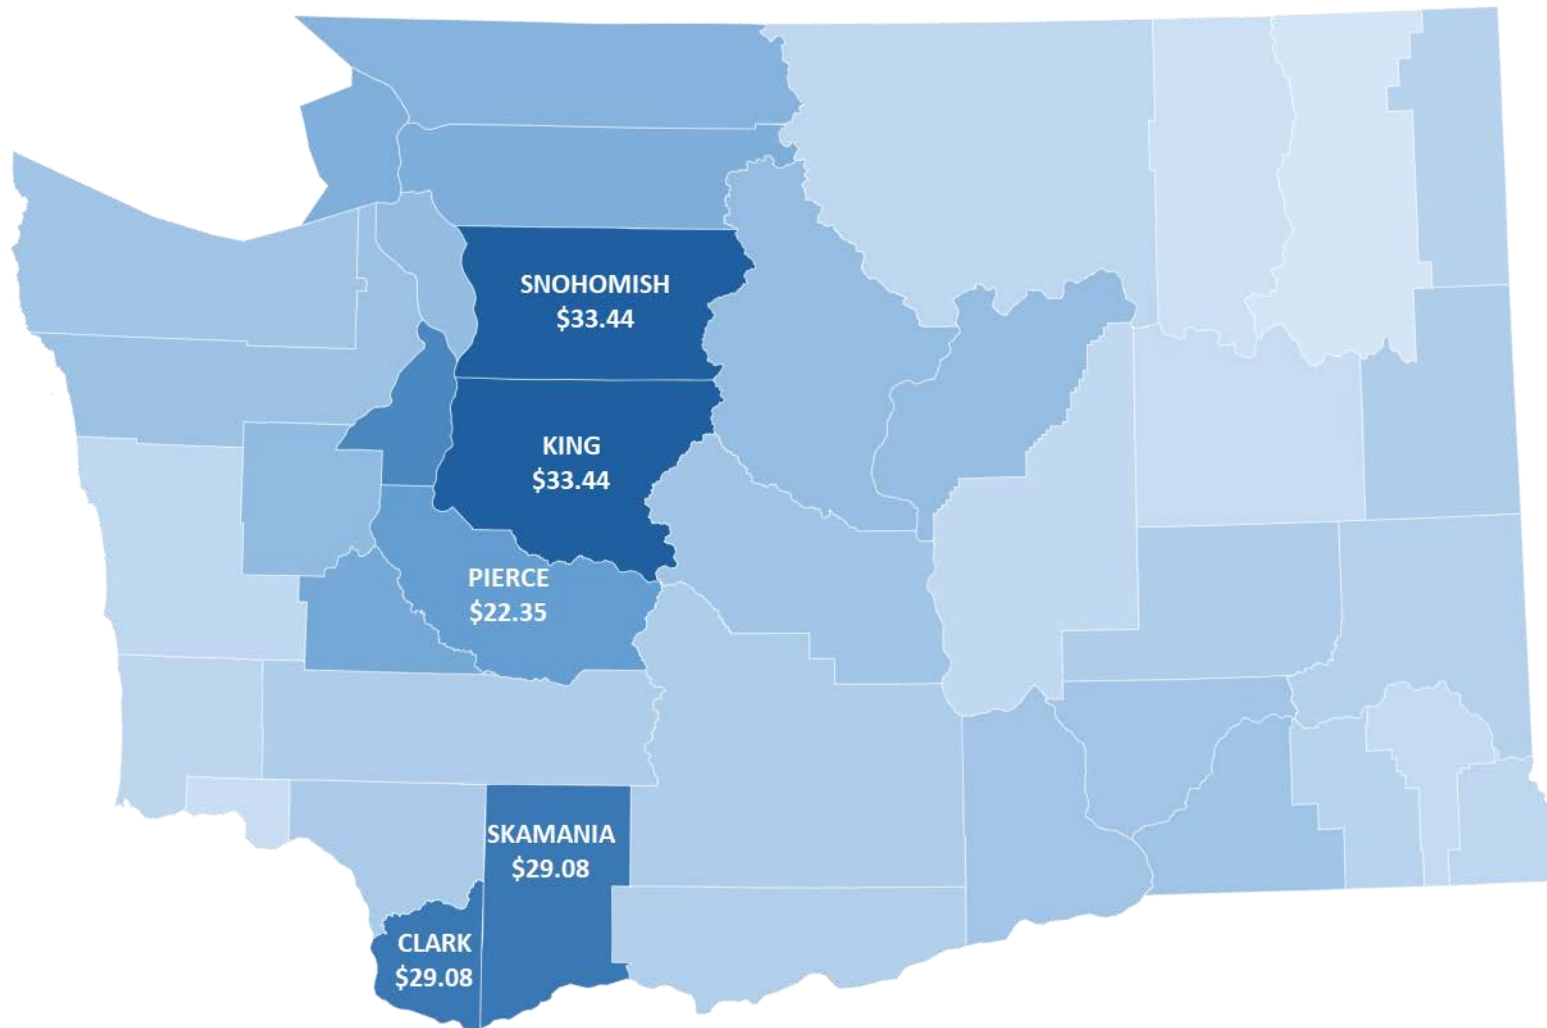 SNOHOMISH
$33.44
KING
$33.44
PIERCE
$22.35
SKAMANIA
$29.08
CLARK
$29.08